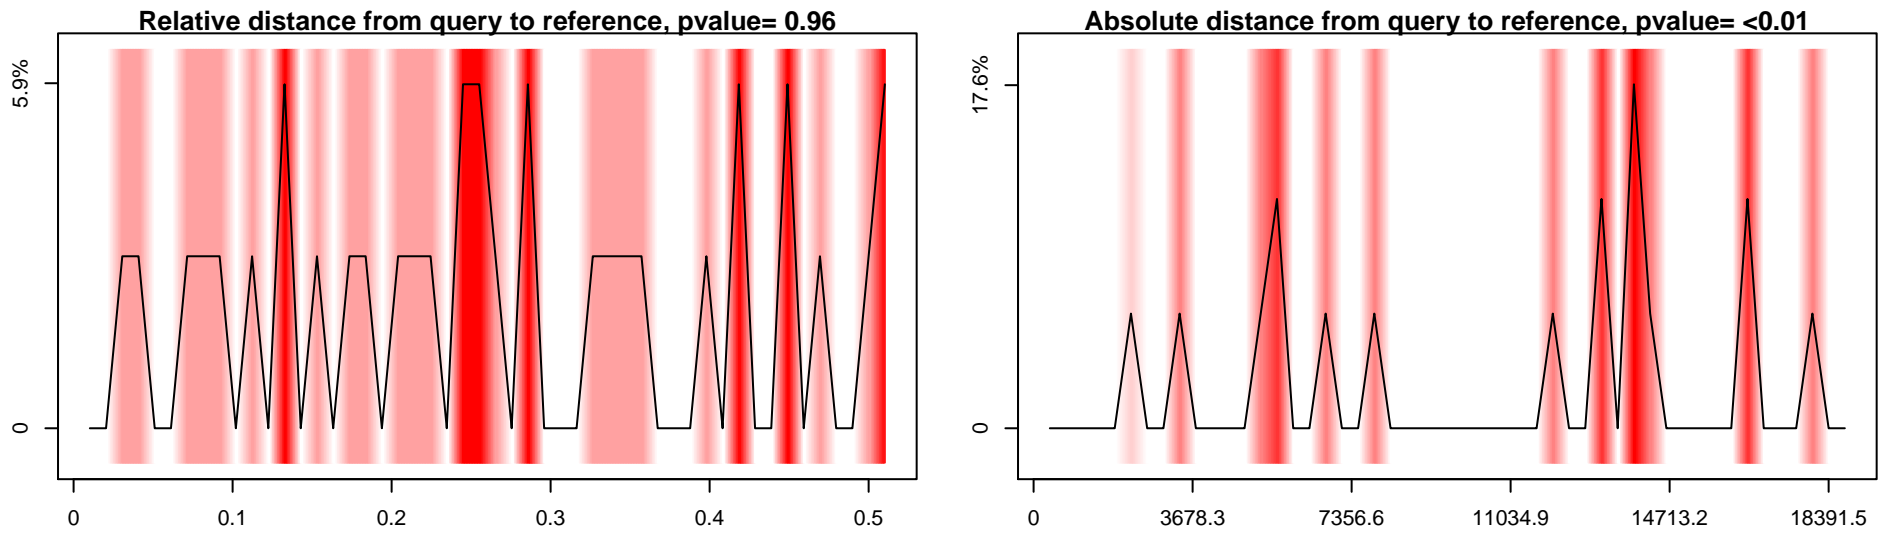 Relative distance from query to reference, pvalue= 0.96
5.9%
0
0 0.1 0.2 0.3 0.4 0.5
Absolute distance from query to reference, pvalue= <0.01
17.6%
0
0 3678.3 7356.6 11034.9 14713.2 18391.5